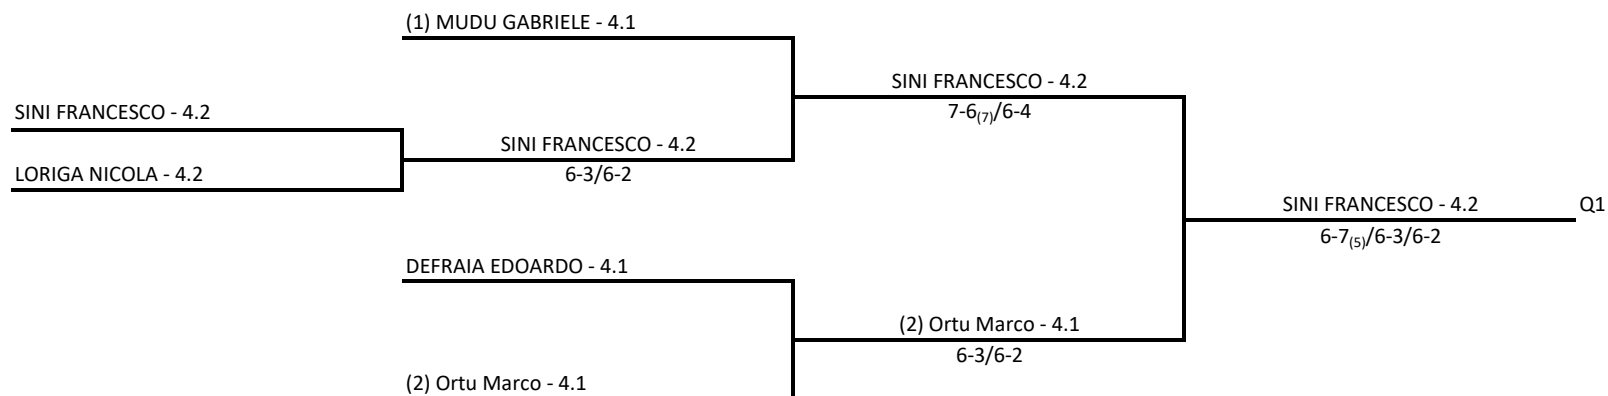 (1) MUDU GABRIELE - 4.1
SINI FRANCESCO - 4.2
7-6(7)/6-4
SINI FRANCESCO - 4.2
SINI FRANCESCO - 4.2
6-3/6-2
LORIGA NICOLA - 4.2
SINI FRANCESCO - 4.2 Q1
6-7(5)/6-3/6-2
DEFRAIA EDOARDO - 4.1
(2) Ortu Marco - 4.1
6-3/6-2
(2) Ortu Marco - 4.1